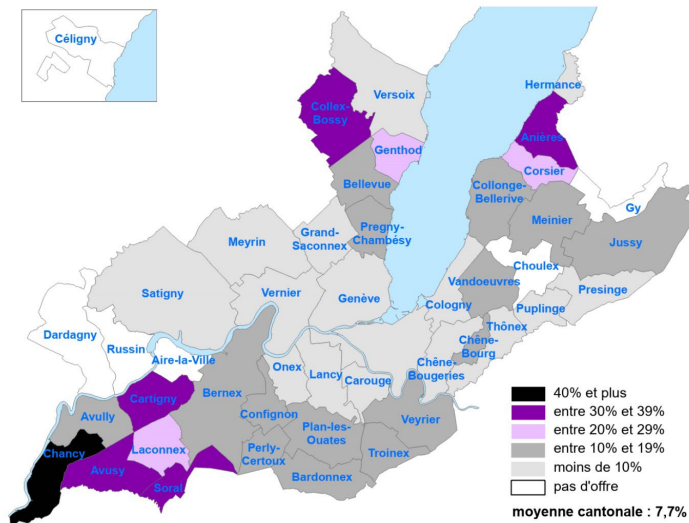 Céligny
Versoix
Hermance
Collex-
Bossy
Anières
Genthod
Corsier
Bellevue
Collonge-
Bellerive
Gy
Pregny-
Chambésy
Meinier
Grand-
Saconnex
Meyrin
Jussy
Choulex
Vandoeuvres
Presinge
Satigny
Vernier
Genève
Cologny
Puplinge
Thônex
Dardagny
Russin
Aire-la-Ville
Chêne-
Bourg
Chêne-
Bougeries
Onex
Lancy
Carouge
Cartigny
Bernex
Avully
Confignon
Veyrier
Plan-les-
Ouates
Chancy
Laconnex
Perly-
Certoux
Troinex
Avusy
Bardonnex
Soral
40% et plus
entre 30% et 39%
entre 20% et 29%
entre 10% et 19%
moins de 10%
pas d'offre
moyenne cantonale : 7,7%